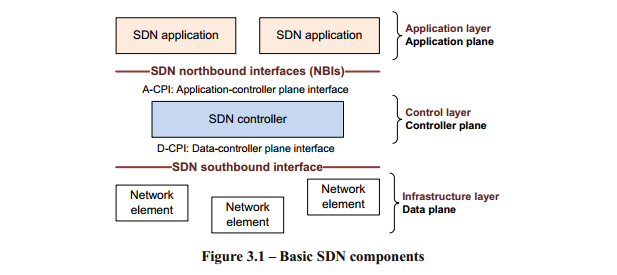 SDN application
SDN application
Application layer
Application plane
SDN northbound interfaces (NBIs)
A-CPI: Application-controller plane interface
SDN controller
Control layer
Controller plane
D-CPI: Data-controller plane interface
SDN southbound interface
Network
element
Network
element
Network
element
Infrastructure layer
Data plane
Figure 3.1 – Basic SDN components